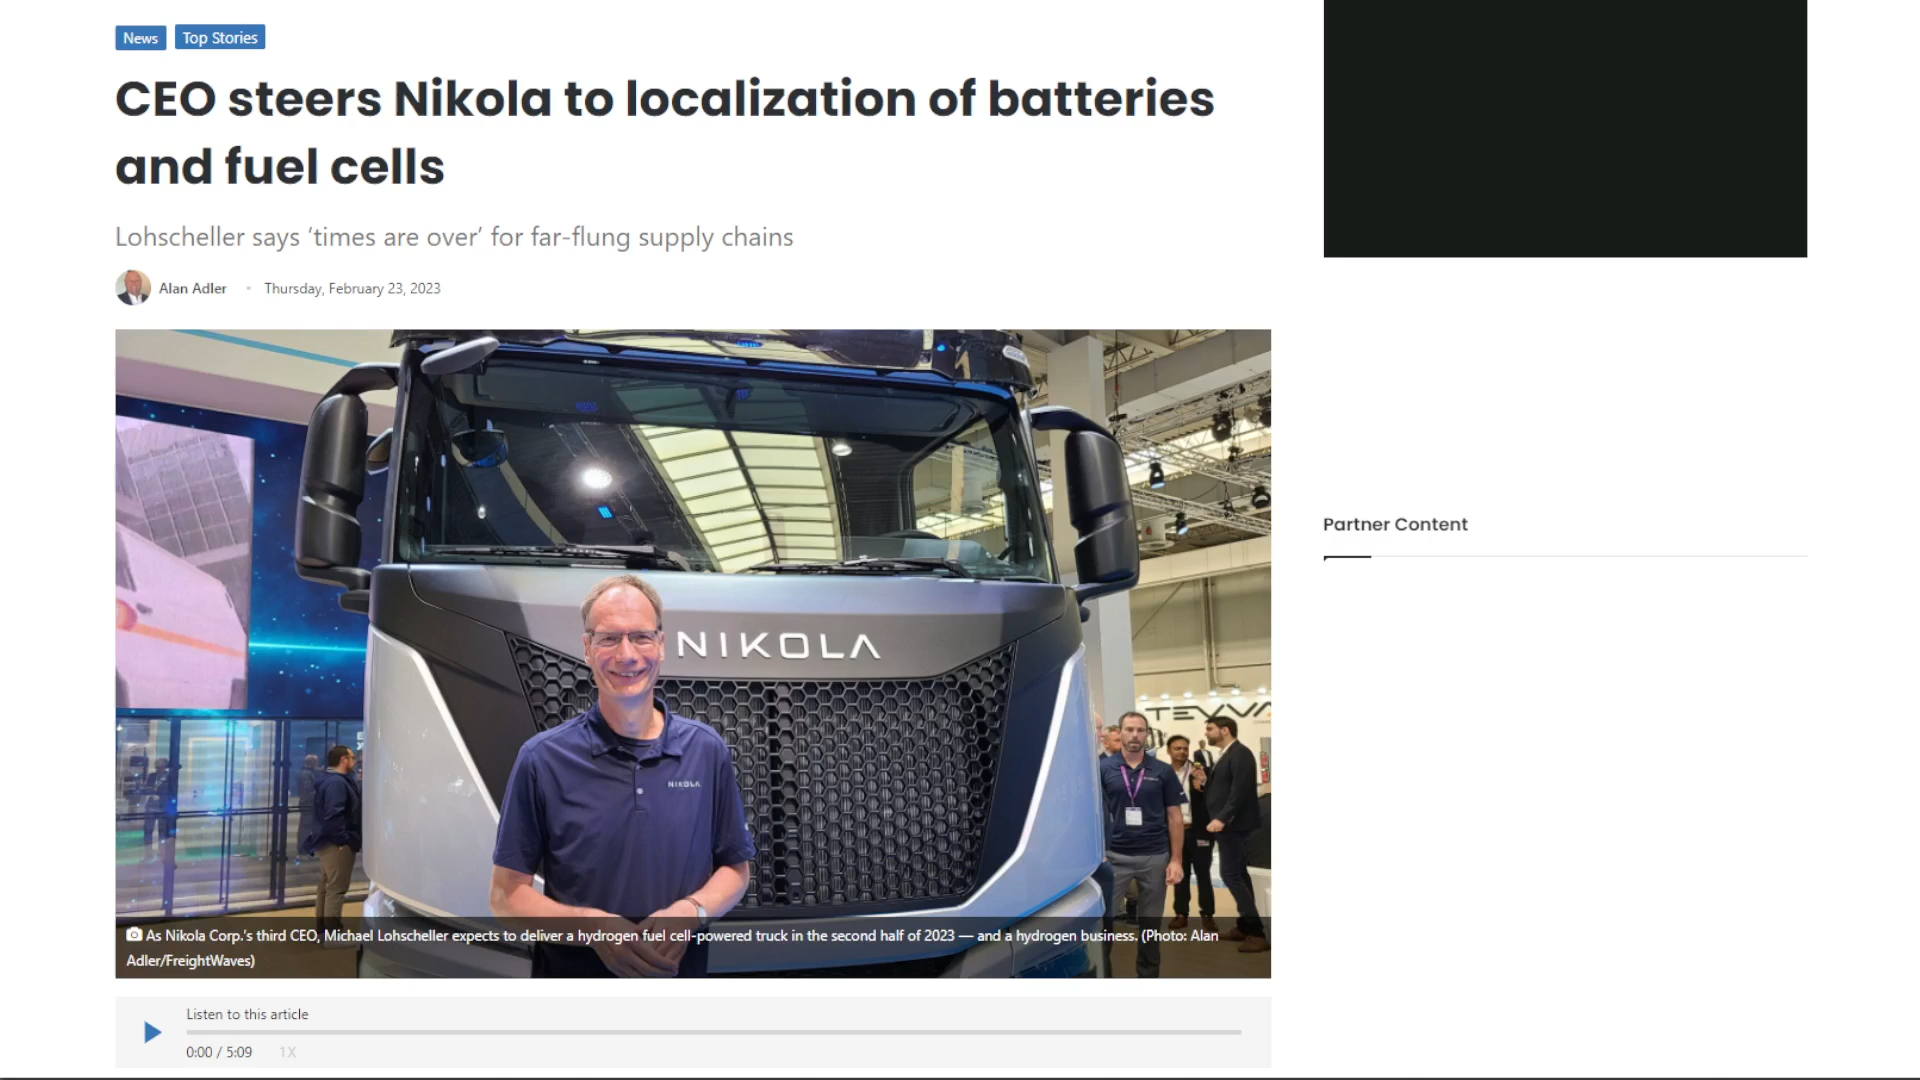 News
Top Stories
CEO steers Nikola to localization of batteries
and fuel cells
Lohscheller says ‘times are over’ for far-flung supply chains
Alan Adler • Thursday, February 23, 2023
NIKOLA
NIKOLA
TEVVA
As Nikola Corp.'s third CEO, Michael Lohscheller expects to deliver a hydrogen fuel cell-powered truck in the second half of 2023 — and a hydrogen business. (Photo: Alan
Adler/FreightWaves)
Listen to this article
0:00 / 5:09
1X
Partner Content